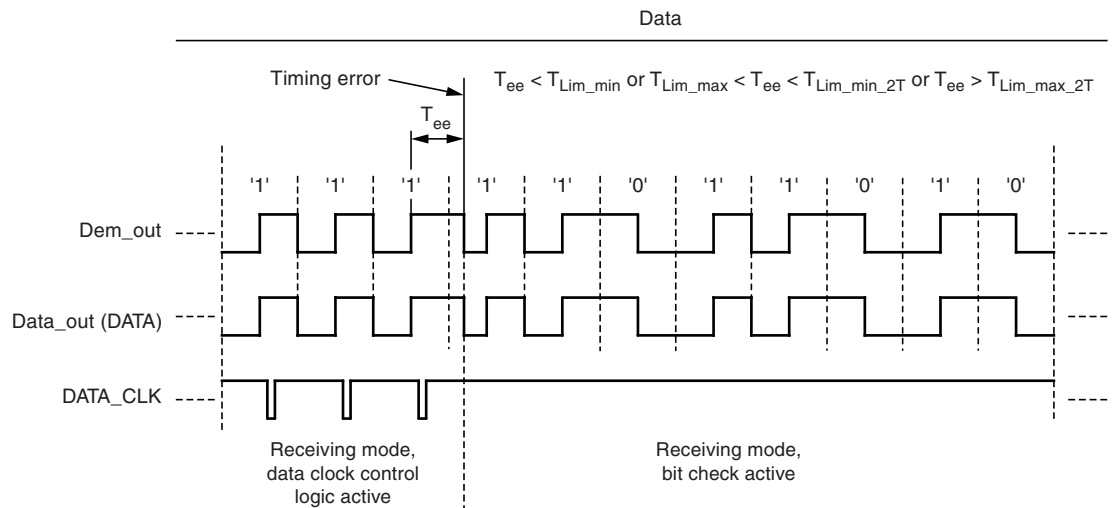 Data
Timing error
T_ee < T_Lim_min or T_Lim_max < T_ee < T_Lim_min_2T or T_ee > T_Lim_max_2T
T_ee
'1' '1' '1' '1' '1' '0' '1' '1' '0' '1' '0'
Dem_out
Data_out (DATA)
DATA_CLK
Receiving mode,
data clock control
logic active
Receiving mode,
bit check active